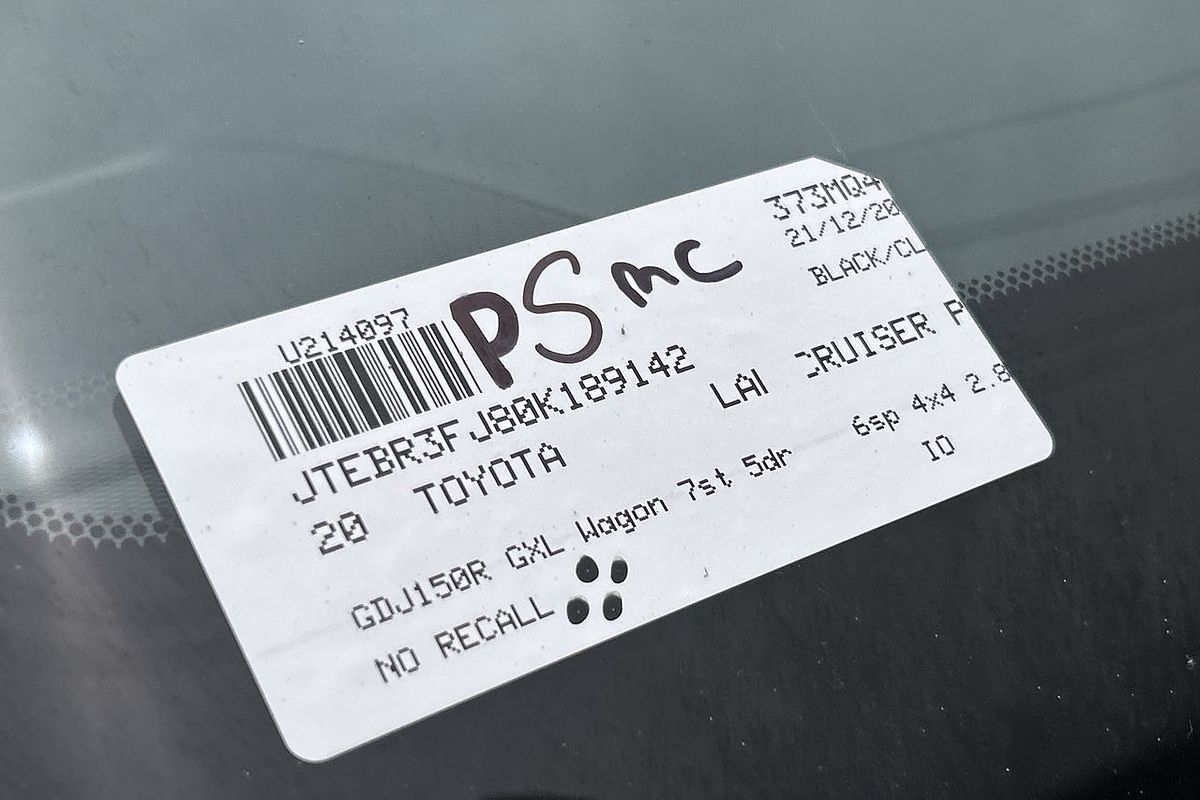 373MQ4
21/12/20
BLACK/CL
PS mc
U214097
JTEBR3FJ80K189142
20 TOYOTA LAI CRUISER P
GDJ150R GXL Wagon 7st 5dr 6sp 4x4 2.8
NO RECALL IO